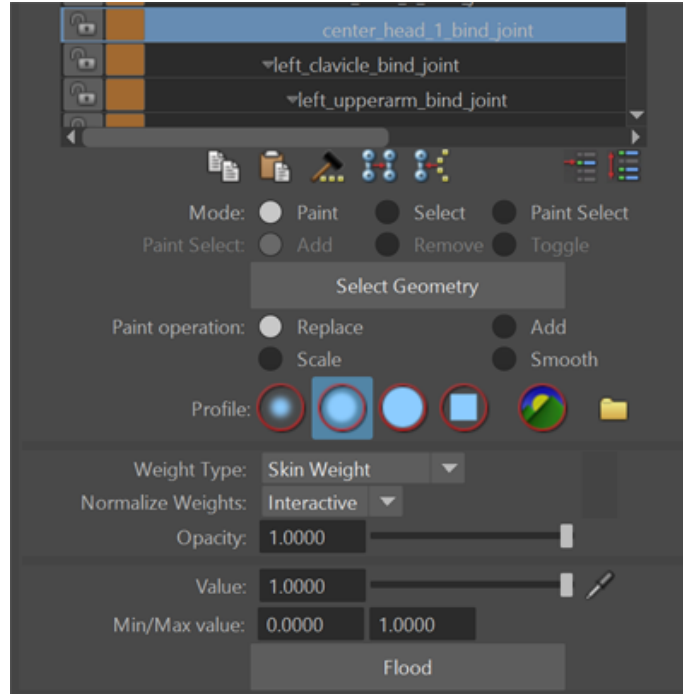 center_head_1_bind_joint
left_clavicle_bind_joint
left_upperarm_bind_joint
Mode: Paint Select Paint Select
Paint Select: Add Remove Toggle
Select Geometry
Paint operation: Replace Add
Scale Smooth
Profile:
Weight Type: Skin Weight
Normalize Weights: Interactive
Opacity: 1.0000
Value: 1.0000
Min/Max value: 0.0000 1.0000
Flood